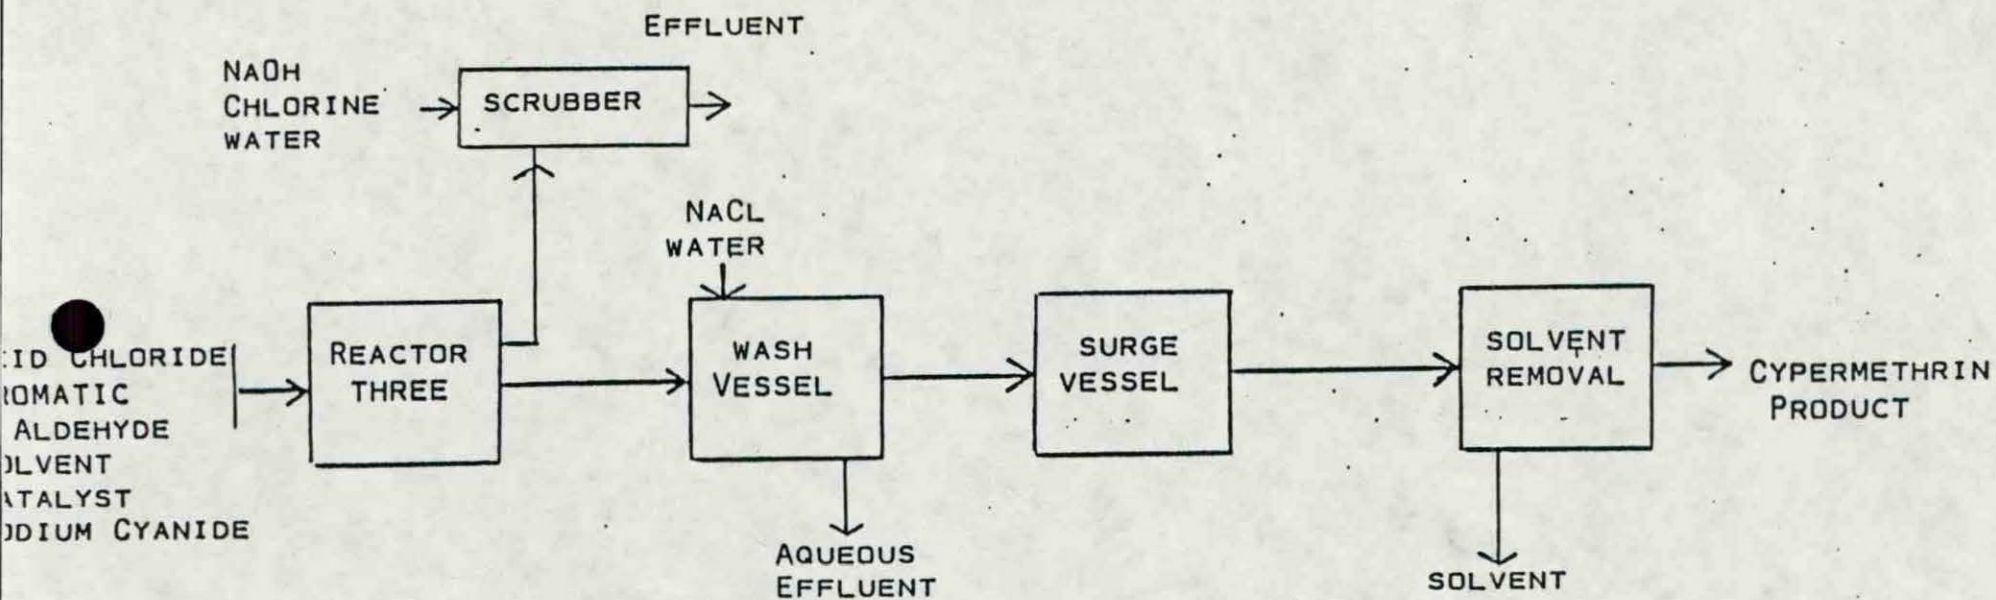 EFFLUENT
NAOH
CHLORINE
WATER
SCRUBBER
NACL
WATER
CHLORIDE
REACTOR
THREE
WASH
VESSEL
SURGE
VESSEL
SOLVENT
REMOVAL
CYPERMETHRIN
PRODUCT
ALDEHYDE
CYANIDE
AQUEOUS
EFFLUENT
SOLVENT